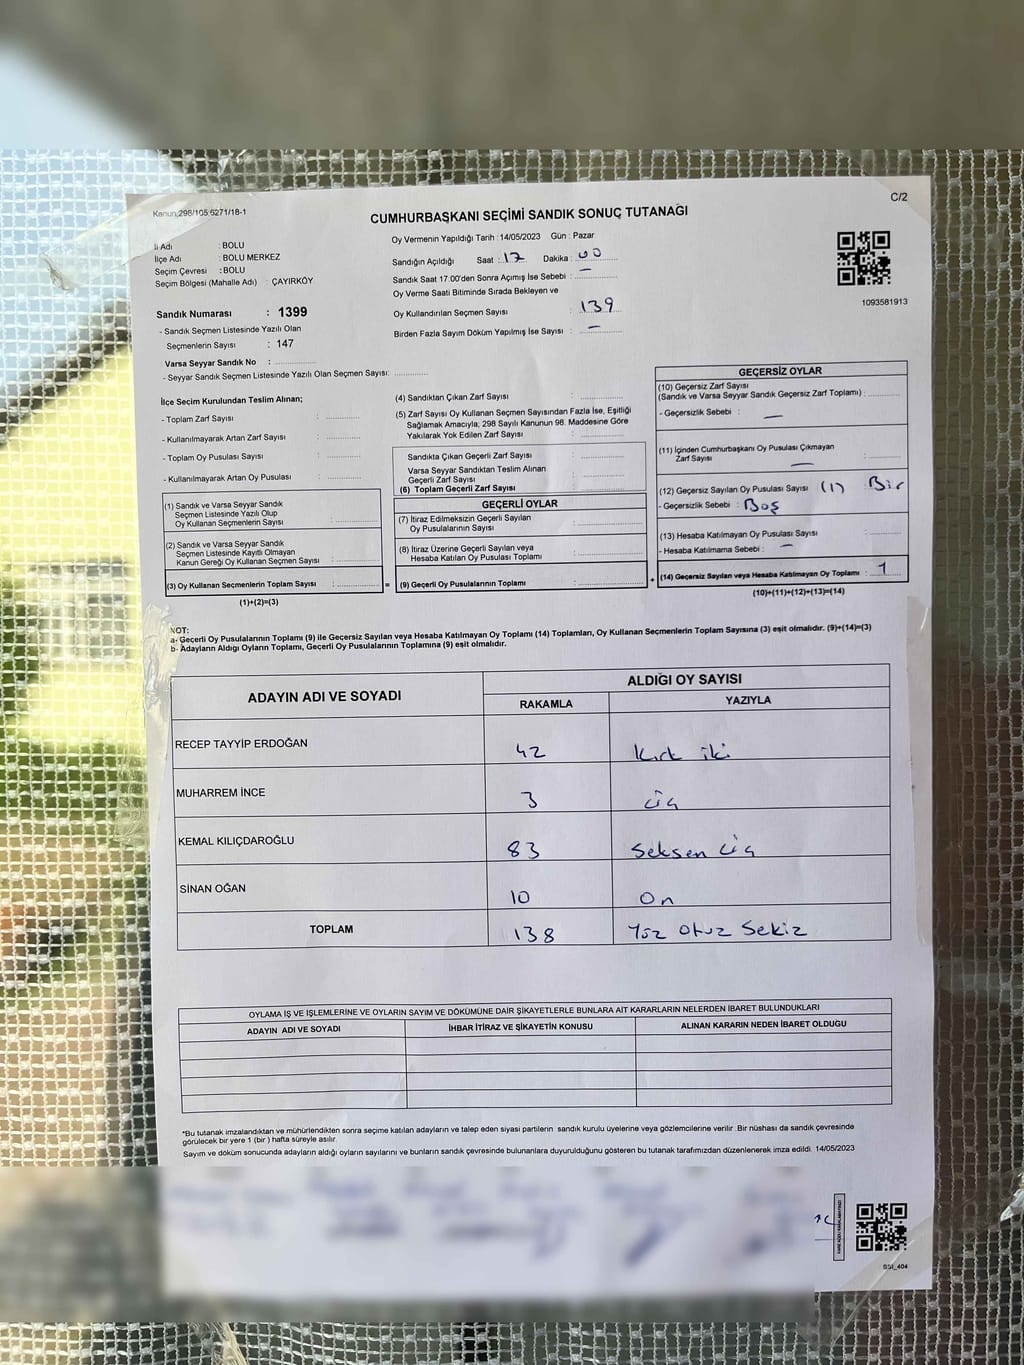 Kanun:298/105:6271/18-1
C/2
CUMHURBAŞKANI SEÇİMİ SANDIK SONUÇ TUTANAĞI
İl Adı : BOLU
İlçe Adı : BOLU MERKEZ
Seçim Çevresi : BOLU
Seçim Bölgesi (Mahalle Adı) : ÇAYIRKÖY
Sandık Numarası : 1399
- Sandık Seçmen Listesinde Yazılı Olan
Seçmenlerin Sayısı : 147
Varsa Seyyar Sandık No : ..............
- Seyyar Sandık Seçmen Listesinde Yazılı Olan Seçmen Sayısı: ............
Oy Vermenin Yapıldığı Tarih : 14/05/2023 Gün : Pazar
Sandığın Açıldığı Saat : 17 Dakika : 00
Sandık Saat 17:00'den Sonra Açımış İse Sebebi : —
Oy Verme Saati Bitiminde Sırada Bekleyen ve
Oy Kullandırılan Seçmen Sayısı : 139
Birden Fazla Sayım Döküm Yapılmış İse Sayısı : —
1093581913
İlçe Seçim Kurulundan Teslim Alınan;
- Toplam Zarf Sayısı :
- Kullanılmayarak Artan Zarf Sayısı :
- Toplam Oy Pusulası Sayısı :
- Kullanılmayarak Artan Oy Pusulası :
(1) Sandık ve Varsa Seyyar Sandık
Seçmen Listesinde Yazılı Olup
Oy Kullanan Seçmenlerin Sayısı :
(2) Sandık ve Varsa Seyyar Sandık
Seçmen Listesinde Kayıtlı Olmayan
Kanun Gereği Oy Kullanan Seçmen Sayısı :
(3) Oy Kullanan Seçmenlerin Toplam Sayısı :
=
(1)+(2)=(3)
(4) Sandıktan Çıkan Zarf Sayısı :
(5) Zarf Sayısı Oy Kullanan Seçmen Sayısından Fazla İse, Eşitliği
Sağlamak Amacıyla; 298 Sayılı Kanunun 98. Maddesine Göre
Yakılarak Yok Edilen Zarf Sayısı :
Sandıkta Çıkan Geçerli Zarf Sayısı :
Varsa Seyyar Sandıktan Teslim Alınan
Geçerli Zarf Sayısı :
(6) Toplam Geçerli Zarf Sayısı :
GEÇERLİ OYLAR
(7) İtiraz Edilmeksizin Geçerli Sayılan
Oy Pusulalarının Sayısı :
(8) İtiraz Üzerine Geçerli Sayılan veya
Hesaba Katılan Oy Pusulası Toplamı :
(9) Geçerli Oy Pusulalarının Toplamı :
+
GEÇERSİZ OYLAR
(10) Geçersiz Zarf Sayısı
(Sandık ve Varsa Seyyar Sandık Geçersiz Zarf Toplamı) :
- Geçersizlik Sebebi : —
(11) İçinden Cumhurbaşkanı Oy Pusulası Çıkmayan
Zarf Sayısı : —
(12) Geçersiz Sayılan Oy Pusulası Sayısı (1) : Bir
- Geçersizlik Sebebi : Boş
(13) Hesaba Katılmayan Oy Pusulası Sayısı :
- Hesaba Katılmama Sebebi : —
(14) Geçersiz Sayılan veya Hesaba Katılmayan Oy Toplamı : 1
(10)+(11)+(12)+(13)=(14)
NOT:
a- Geçerli Oy Pusulalarının Toplamı (9) ile Geçersiz Sayılan veya Hesaba Katılmayan Oy Toplamı (14) Toplamları, Oy Kullanan Seçmenlerin Toplam Sayısına (3) eşit olmalıdır. (9)+(14)=(3)
b- Adayların Aldığı Oyların Toplamı, Geçerli Oy Pusulalarının Toplamına (9) eşit olmalıdır.
ADAYIN ADI VE SOYADI ALDIĞI OY SAYISI
RAKAMLA YAZIYLA
RECEP TAYYİP ERDOĞAN 42 Kırk iki
MUHARREM İNCE 3 üç
KEMAL KILIÇDAROĞLU 83 Seksen üç
SİNAN OĞAN 10 On
TOPLAM 138 Yüz Otuz Sekiz
OYLAMA İŞ VE İŞLEMLERİNE VE OYLARIN SAYIM VE DÖKÜMÜNE DAİR ŞİKAYETLERLE BUNLARA AİT KARARLARIN NELERDEN İBARET BULUNDUKLARI
ADAYIN ADI VE SOYADI İHBAR İTİRAZ VE ŞİKAYETİN KONUSU ALINAN KARARIN NEDEN İBARET OLDUGU
*Bu tutanak imzalandıktan ve mühürlendikten sonra seçime katılan adayların ve talep eden siyasi partilerin sandık kurulu üyelerine veya gözlemcilerine verilir .Bir nüshası da sandık çevresinde
görülecek bir yere 1 (bir ) hafta süreyle asılır.
Sayım ve döküm sonucunda adayların aldığı oyların sayılarını ve bunların sandık çevresinde bulunanlara duyurulduğunu gösteren bu tutanak tarafımızdan düzenlenerek imza edildi. 14/05/2023
SSI_404